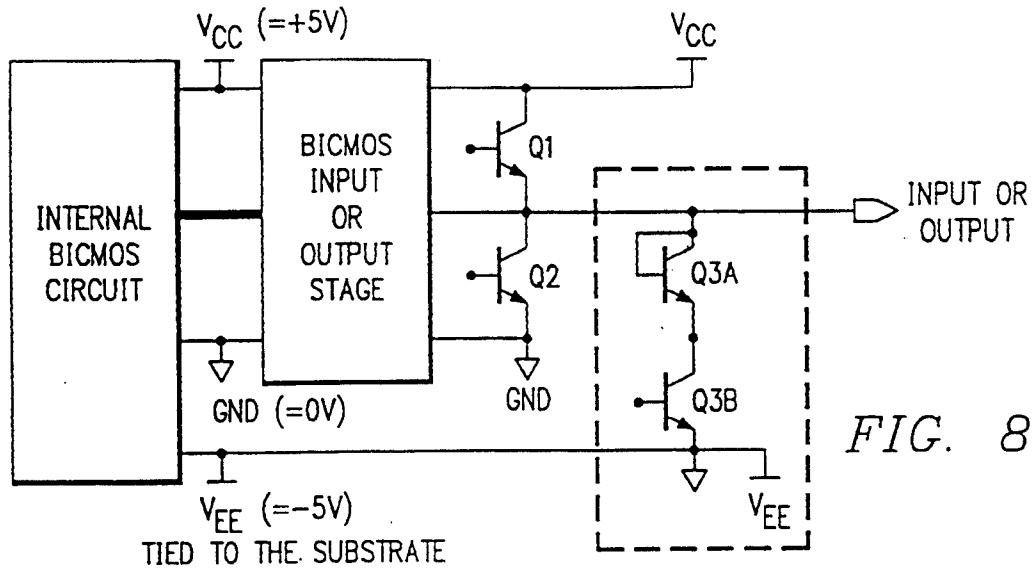 V_CC (=+5V)
V_CC
INTERNAL
BICMOS
CIRCUIT
BICMOS
INPUT
OR
OUTPUT
STAGE
Q1
Q2
INPUT OR
OUTPUT
Q3A
Q3B
GND (=0V)
GND
V_EE (=-5V)
V_EE
TIED TO THE SUBSTRATE
FIG. 8